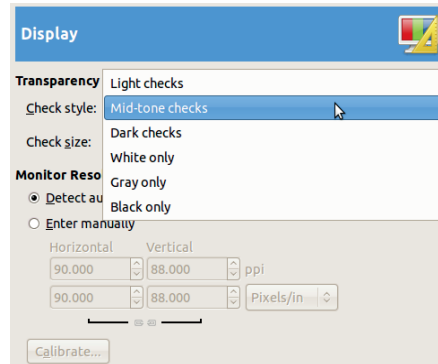 Display
Transparency
Light checks
Check style:
Mid-tone checks
Dark checks
Check size:
White only
Monitor Reso
Gray only
Detect au
Black only
Enter manually
Horizontal Vertical
90.000 88.000 ppi
90.000 88.000 Pixels/in
Calibrate...